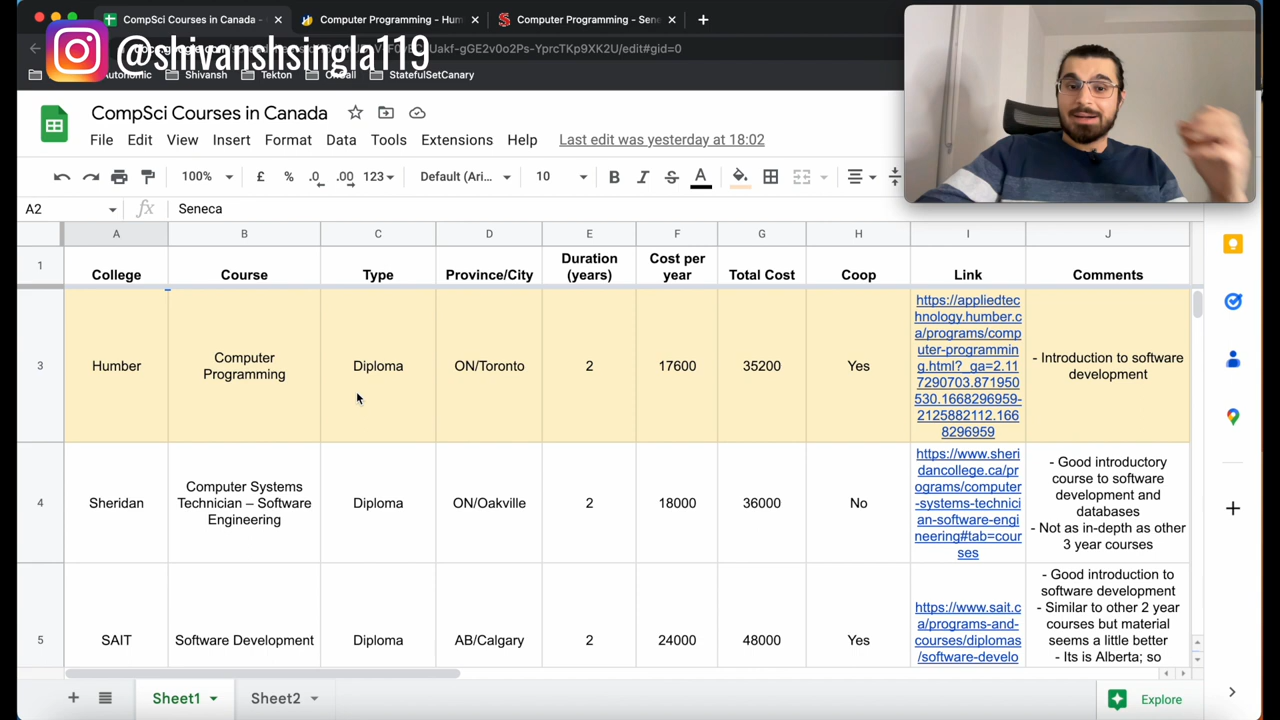 CompSci Courses in Canada -
Computer Programming - Hum
Computer Programming - Sene
@shivanshsingla119
Uakf-gGE2v0o2Ps-YprcTKp9XK2U/edit#gid=0
Shivansh
Tekton
StatefulSetCanary
CompSci Courses in Canada
File Edit View Insert Format Data Tools Extensions Help Last edit was yesterday at 18:02
100% £ % .0 .00 123 Default (Ari... 10 B I S A
A2 fx Seneca
A B C D E F G H I J
1
College
Course
Type
Province/City
Duration
(years)
Cost per
year
Total Cost
Coop
Link
Comments
3
Humber
Computer
Programming
Diploma
ON/Toronto
2
17600
35200
Yes
https://appliedtec
hnology.humber.c
a/programs/comp
uter-programmin
g.html?_ga=2.11
7290703.871950
530.1668296959-
2125882112.166
8296959
- Introduction to software
development
4
Sheridan
Computer Systems
Technician – Software
Engineering
Diploma
ON/Oakville
2
18000
36000
No
https://www.sheri
dancollege.ca/pr
ograms/computer
-systems-technici
an-software-engi
neering#tab=cour
ses
- Good introductory
course to software
development and
databases
- Not as in-depth as other
3 year courses
5
SAIT
Software Development
Diploma
AB/Calgary
2
24000
48000
Yes
https://www.sait.c
a/programs-and-
courses/diplomas
/software-develo
- Good introduction to
software development
- Similar to other 2 year
courses but material
seems a little better
- Its is Alberta; so
Sheet1
Sheet2
Explore